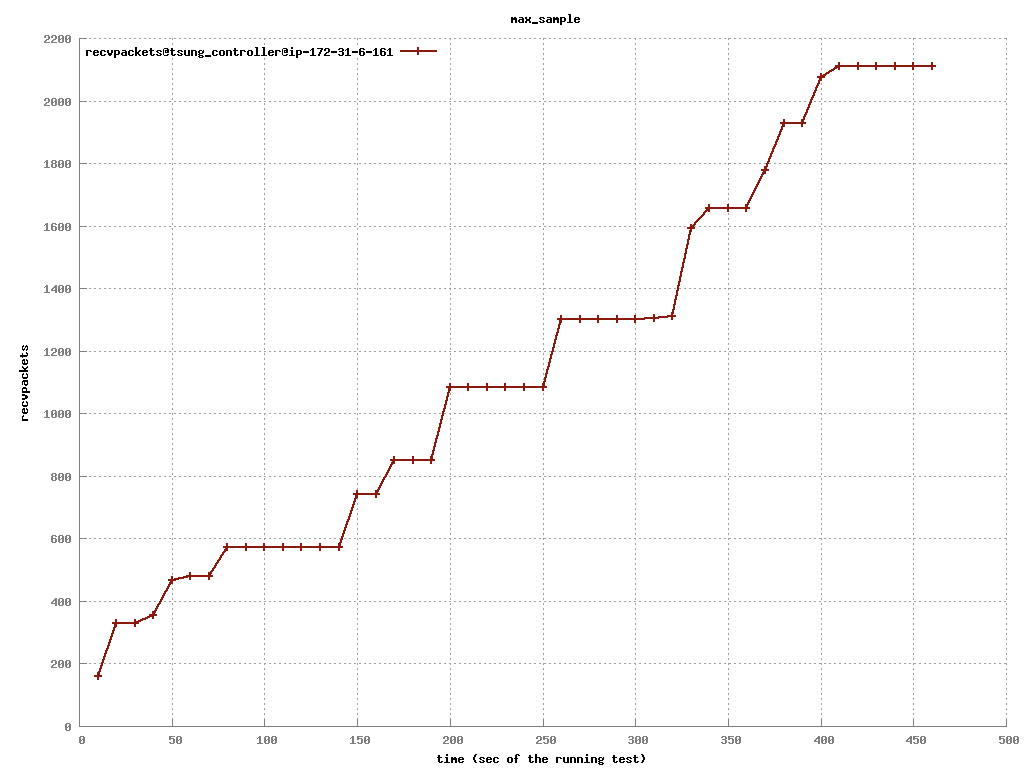 max_sample
recvpackets@tsung_controller@ip-172-31-6-161
2200
2000
1800
1600
1400
1200
1000
800
600
400
200
0
recvpackets
0 50 100 150 200 250 300 350 400 450 500
time (sec of the running test)